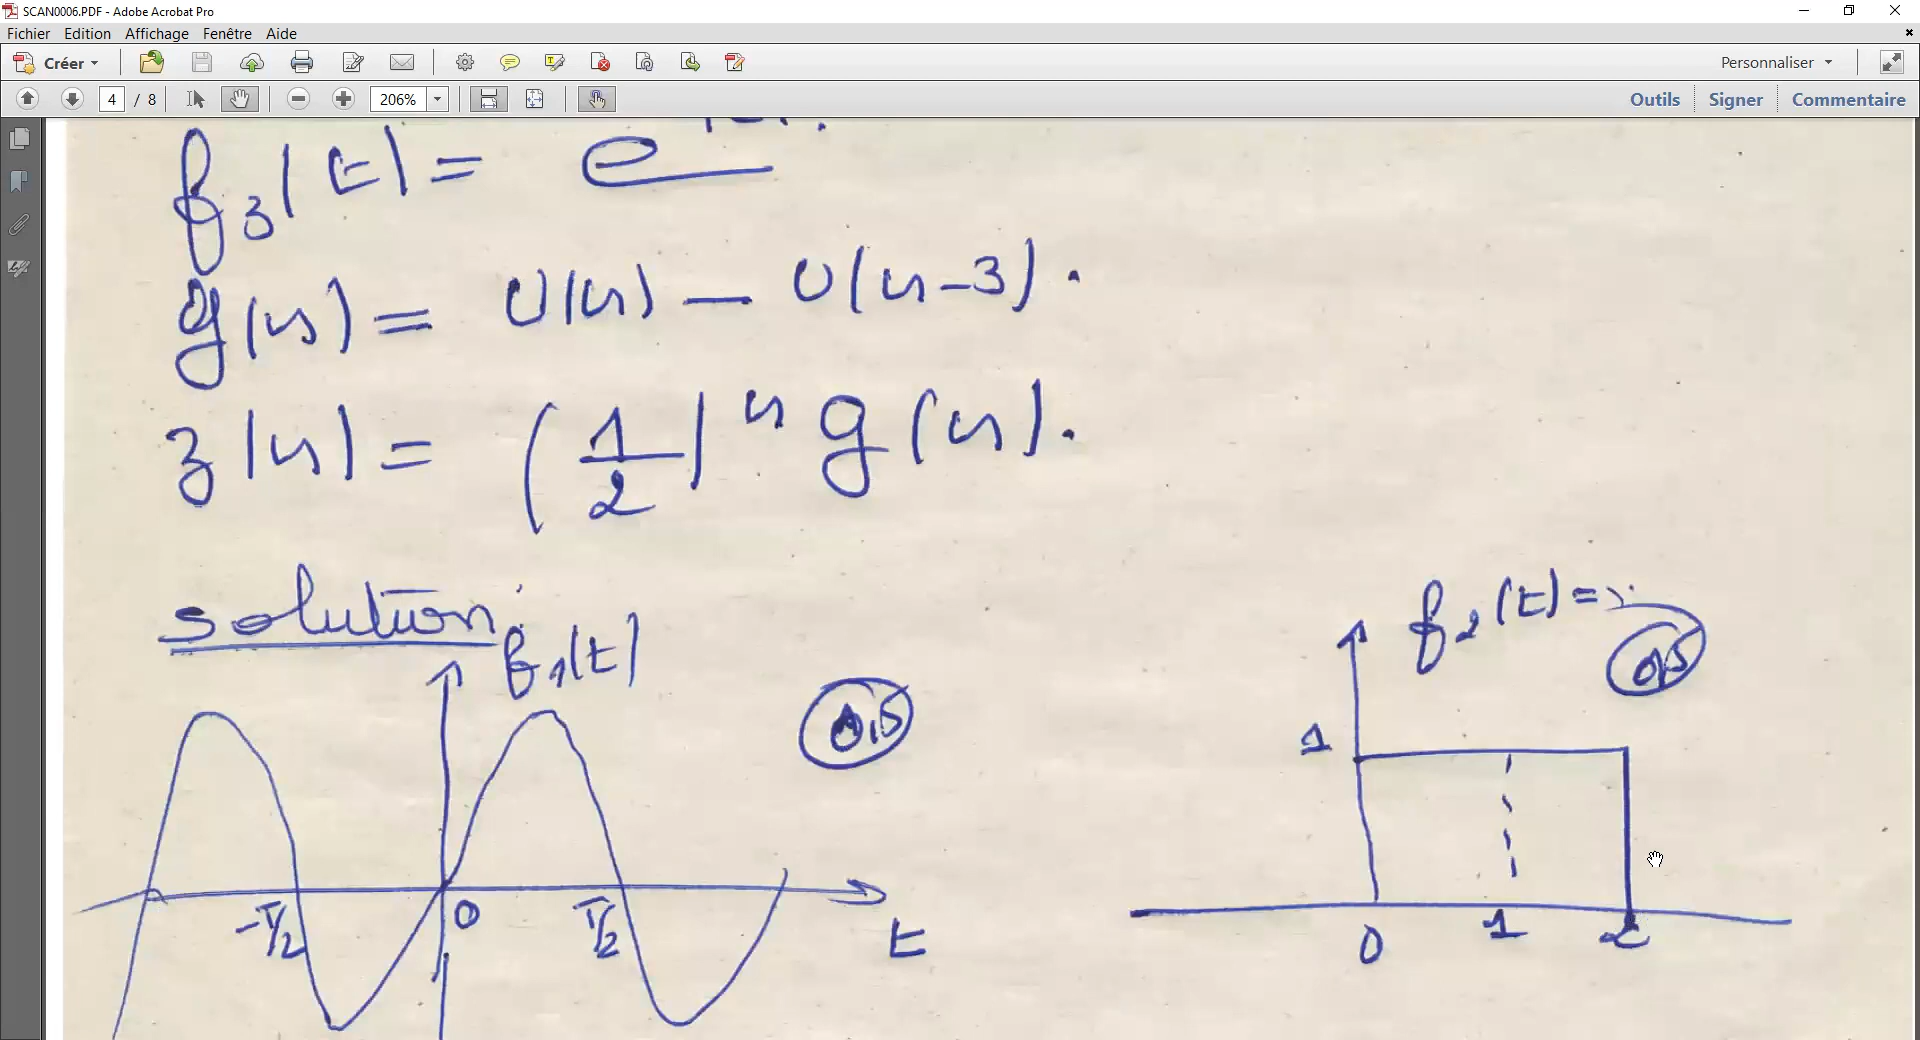 SCAN0006.PDF - Adobe Acrobat Pro
Fichier Edition Affichage Fenêtre Aide
Créer
Personnaliser
4 / 8
206%
Outils Signer Commentaire
f₃(t) = e
g(n) = U(n) — U(n-3).
z(n) = (1/2)ⁿ g(n).
solution:
f₁(t)
0,5
f₂(t) =
0,5
1
-π/2 0 π/2 t
0 1 2